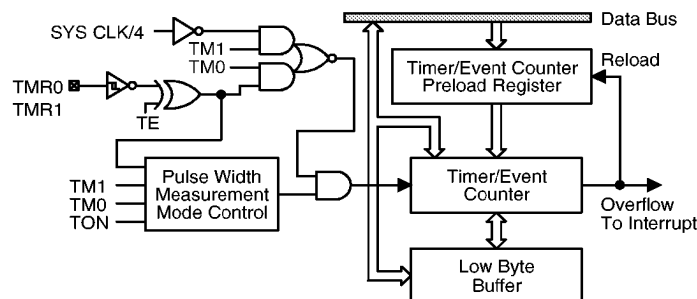 SYS CLK/4
Data Bus
TM1
TM0
Timer/Event Counter
Preload Register
Reload
TMR0
TMR1
TE
Pulse Width
Measurement
Mode Control
TM1
TM0
TON
Timer/Event
Counter
Overflow
To Interrupt
Low Byte
Buffer